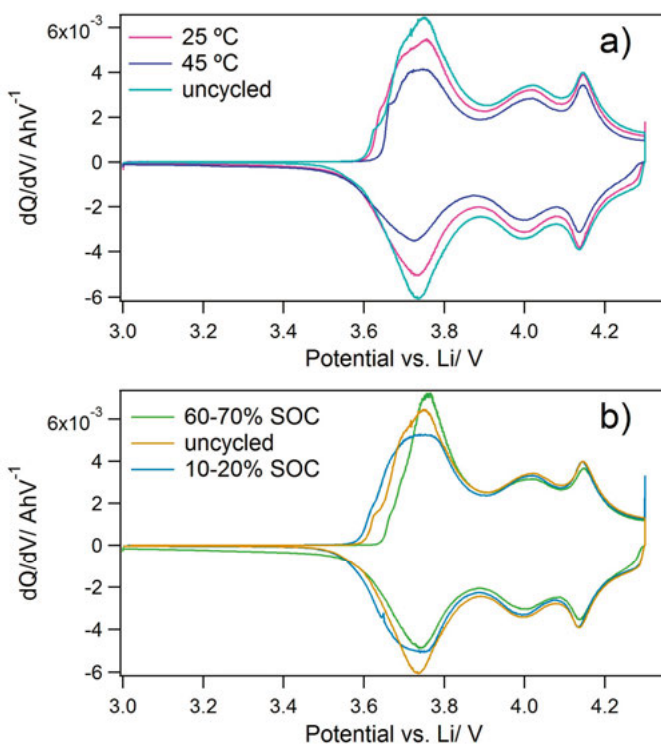 a)
6x10⁻³
4
2
0
-2
-4
-6
dQ/dV/ AhV⁻¹
25 ºC
45 ºC
uncycled
3.0 3.2 3.4 3.6 3.8 4.0 4.2
Potential vs. Li/ V
b)
6x10⁻³
4
2
0
-2
-4
-6
dQ/dV/ AhV⁻¹
60-70% SOC
uncycled
10-20% SOC
3.0 3.2 3.4 3.6 3.8 4.0 4.2
Potential vs. Li/ V